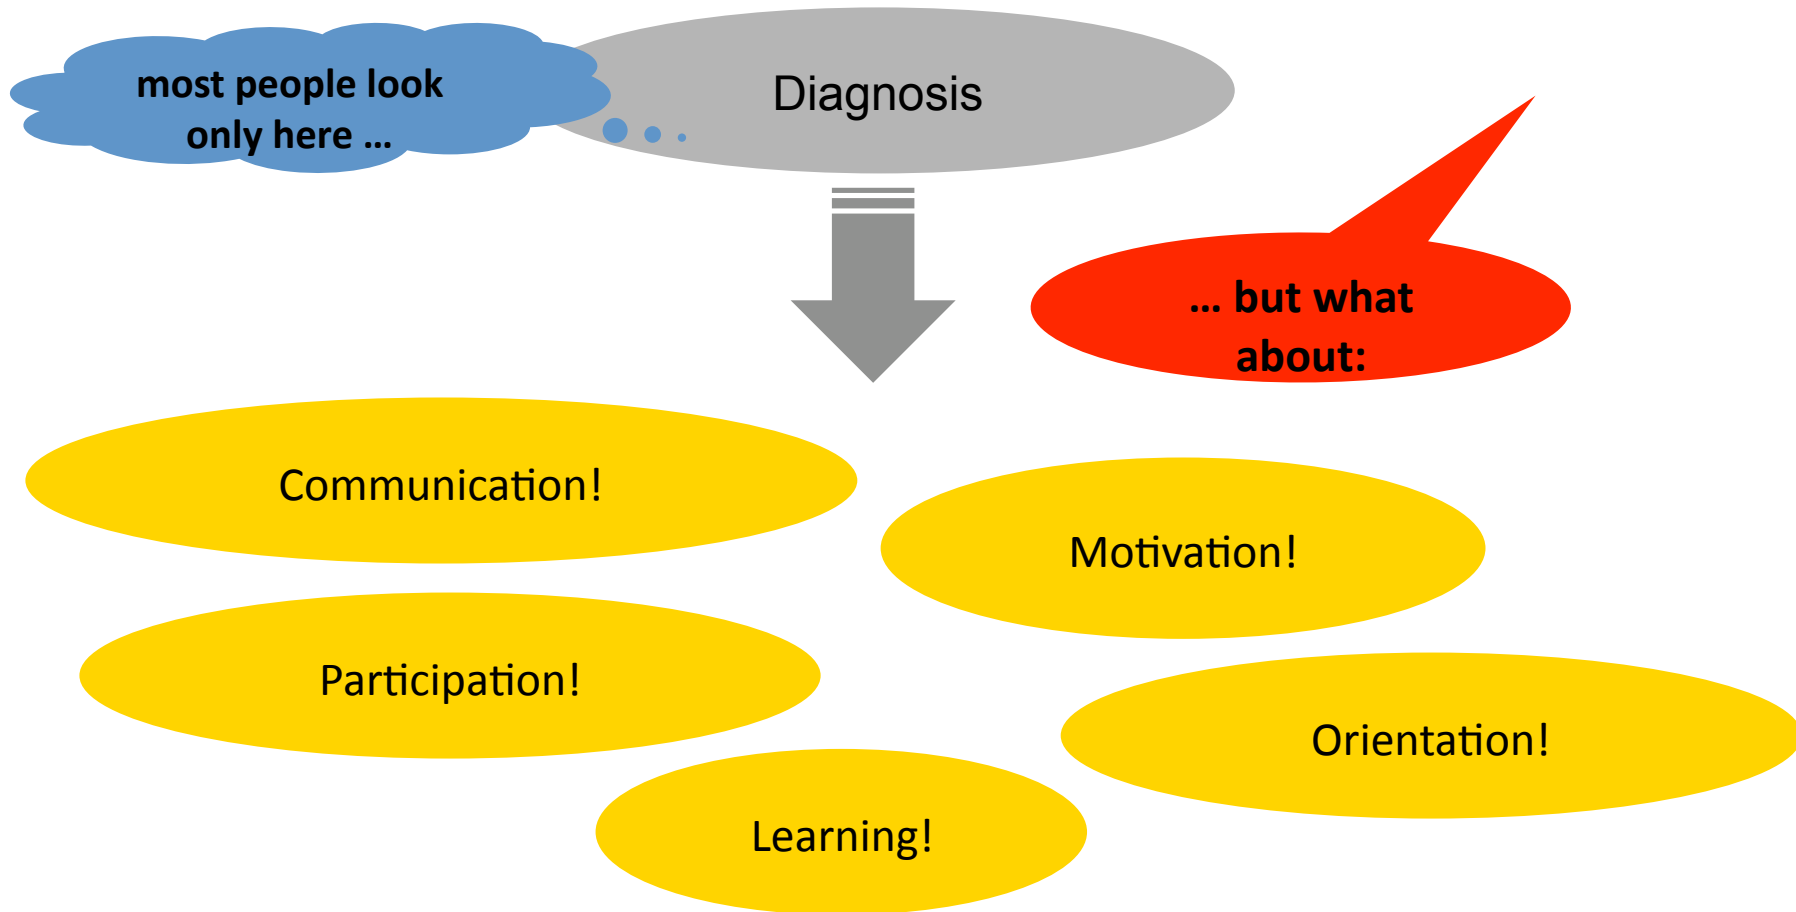 most people look
only here …
Diagnosis
… but what
about:
Communication!
Motivation!
Participation!
Orientation!
Learning!